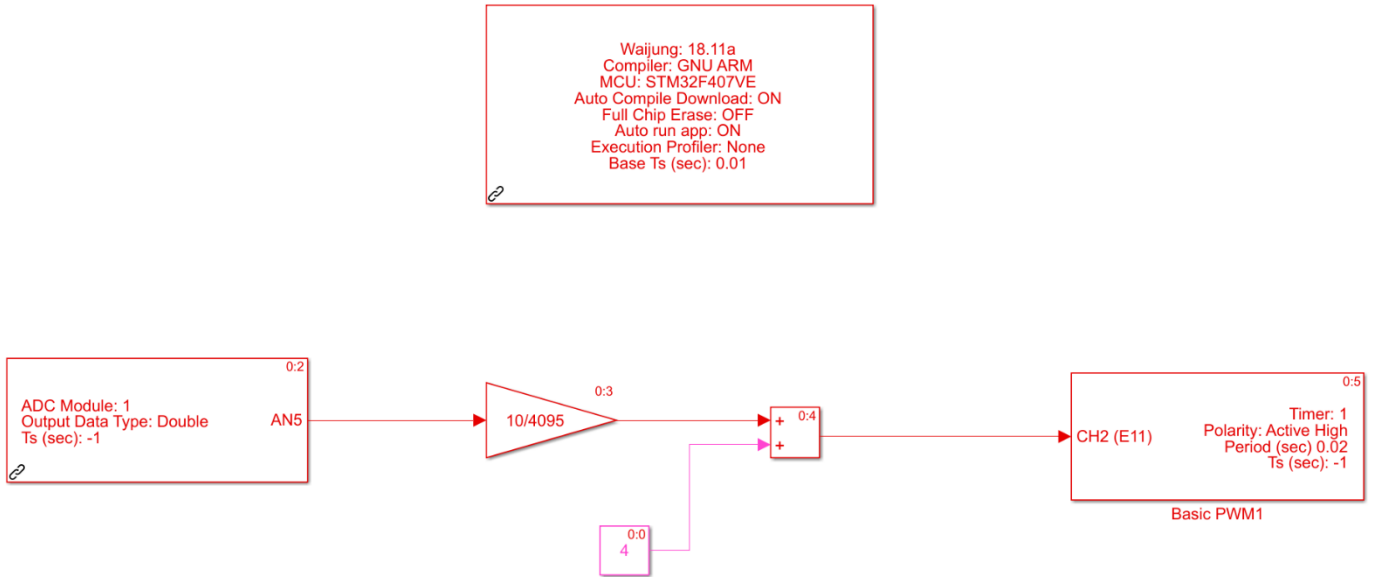 Waijung: 18.11a
Compiler: GNU ARM
MCU: STM32F407VE
Auto Compile Download: ON
Full Chip Erase: OFF
Auto run app: ON
Execution Profiler: None
Base Ts (sec): 0.01
0:2
ADC Module: 1
Output Data Type: Double
Ts (sec): -1
AN5
0:3
10/4095
0:4
+
+
0:0
4
0:5
CH2 (E11)
Timer: 1
Polarity: Active High
Period (sec) 0.02
Ts (sec): -1
Basic PWM1